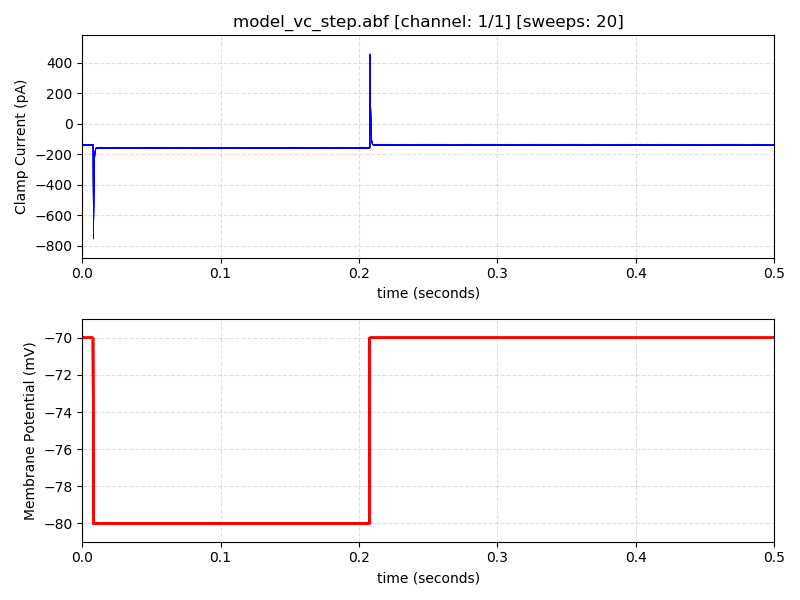 model_vc_step.abf [channel: 1/1] [sweeps: 20]
Clamp Current (pA)
400
200
0
−200
−400
−600
−800
0.0 0.1 0.2 0.3 0.4 0.5
time (seconds)
Membrane Potential (mV)
−70
−72
−74
−76
−78
−80
0.0 0.1 0.2 0.3 0.4 0.5
time (seconds)